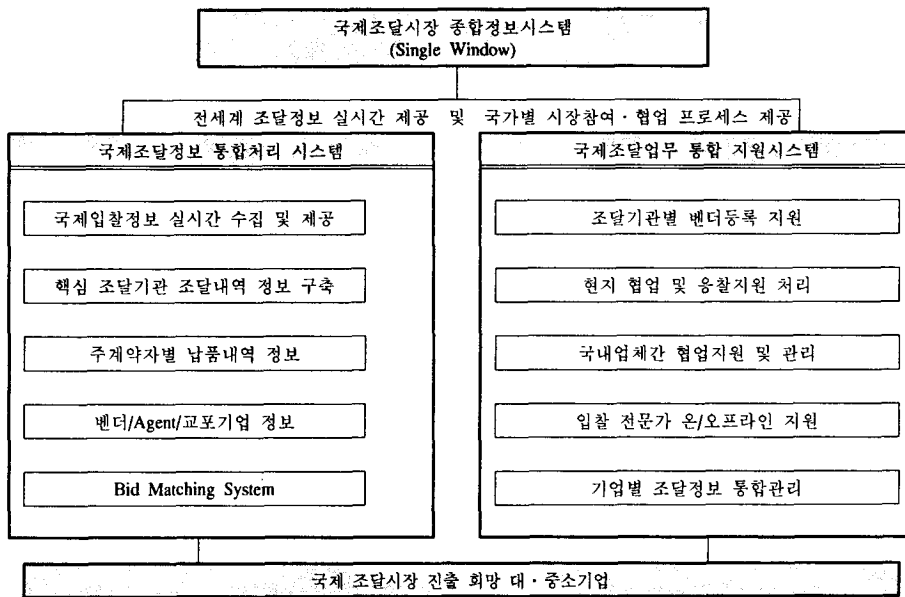 국제조달시장 종합정보시스템
(Single Window)
전세계 조달정보 실시간 제공 및 국가별 시장참여·협업 프로세스 제공
국제조달정보 통합처리 시스템
국제입찰정보 실시간 수집 및 제공
핵심 조달기관 조달내역 정보 구축
주계약자별 납품내역 정보
벤더/Agent/교포기업 정보
Bid Matching System
국제조달업무 통합 지원시스템
조달기관별 벤더등록 지원
현지 협업 및 응찰지원 처리
국내업체간 협업지원 및 관리
입찰 전문가 온/오프라인 지원
기업별 조달정보 통합관리
국제 조달시장 진출 희망 대·중소기업